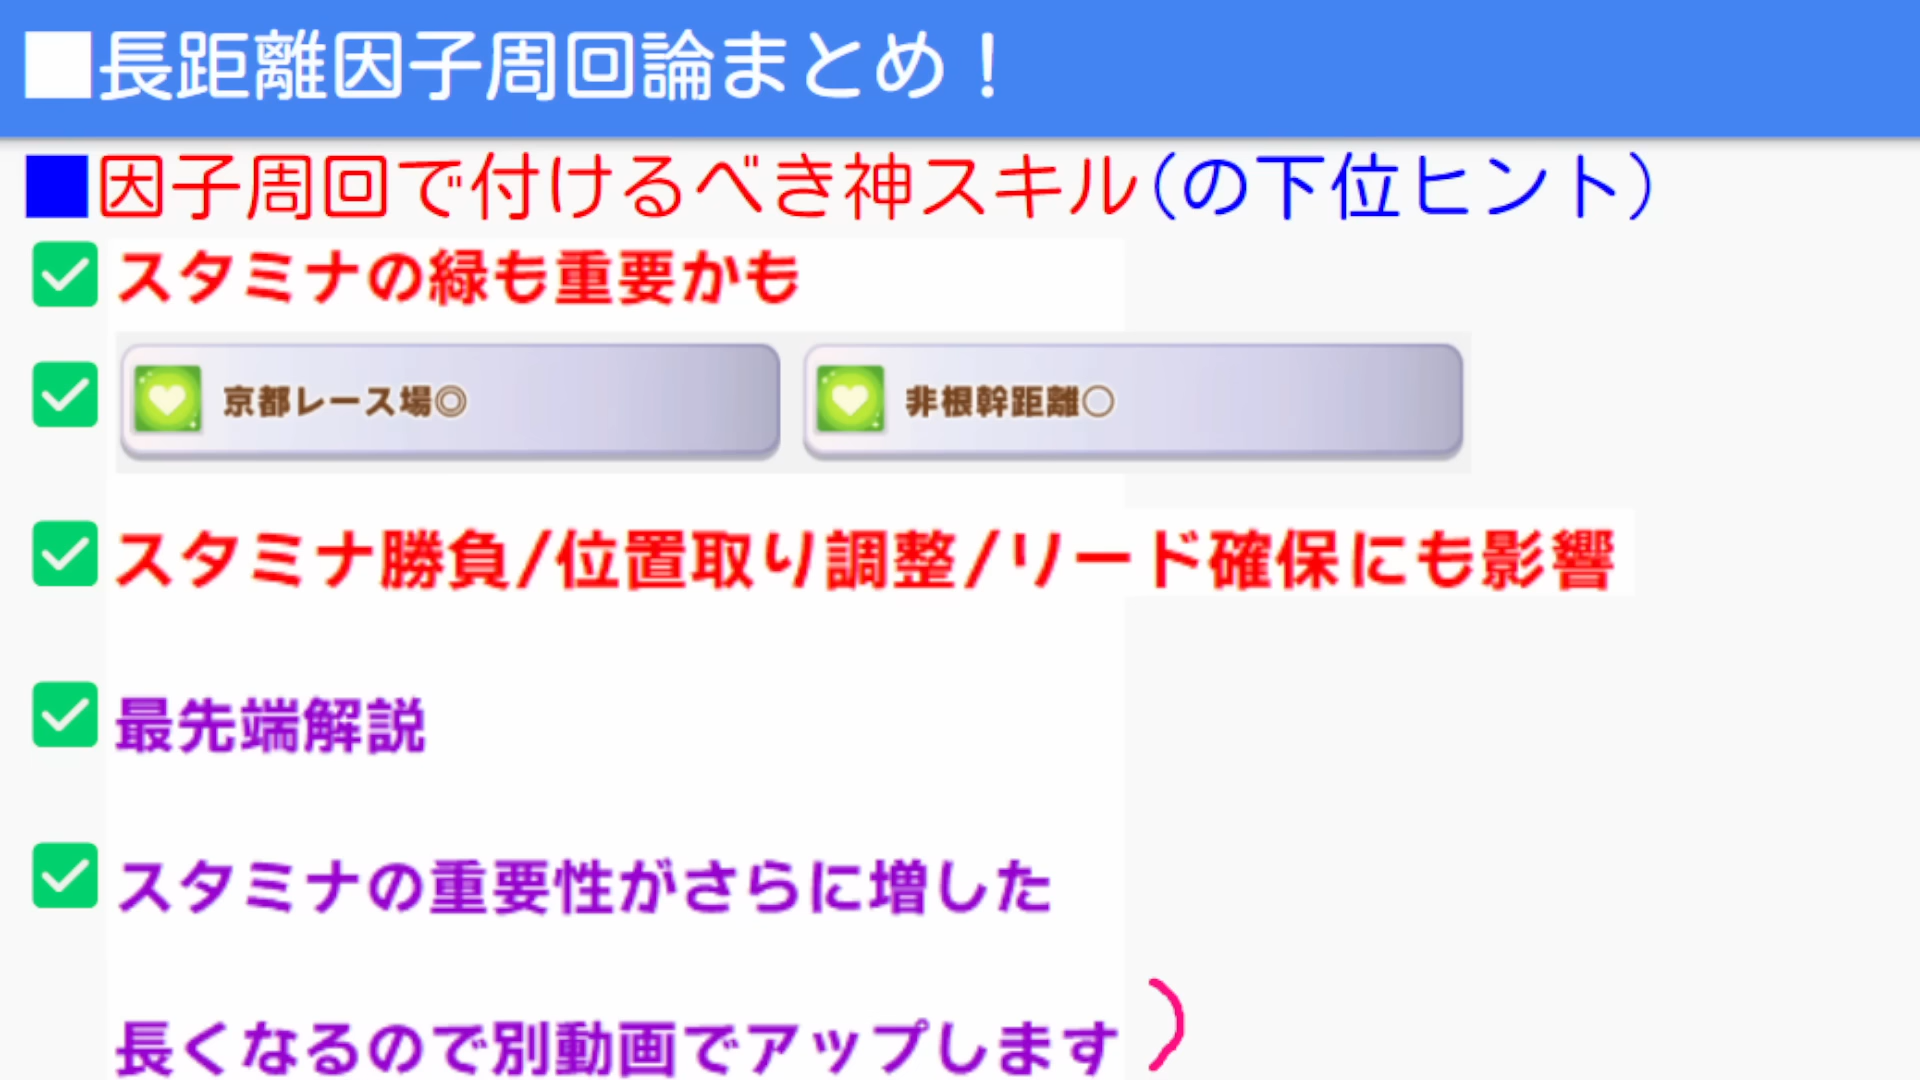 ■長距離因子周回論まとめ！
■因子周回で付けるべき神スキル(の下位ヒント)
スタミナの緑も重要かも
京都レース場◎ 非根幹距離○
スタミナ勝負/位置取り調整/リード確保にも影響
最先端解説
スタミナの重要性がさらに増した
長くなるので別動画でアップします